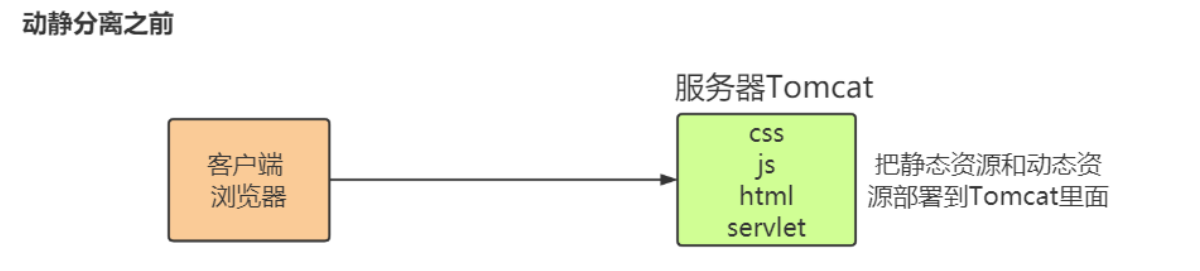 动静分离之前
服务器Tomcat
客户端
浏览器
css
js
html
servlet
把静态资源和动态资
源部署到Tomcat里面